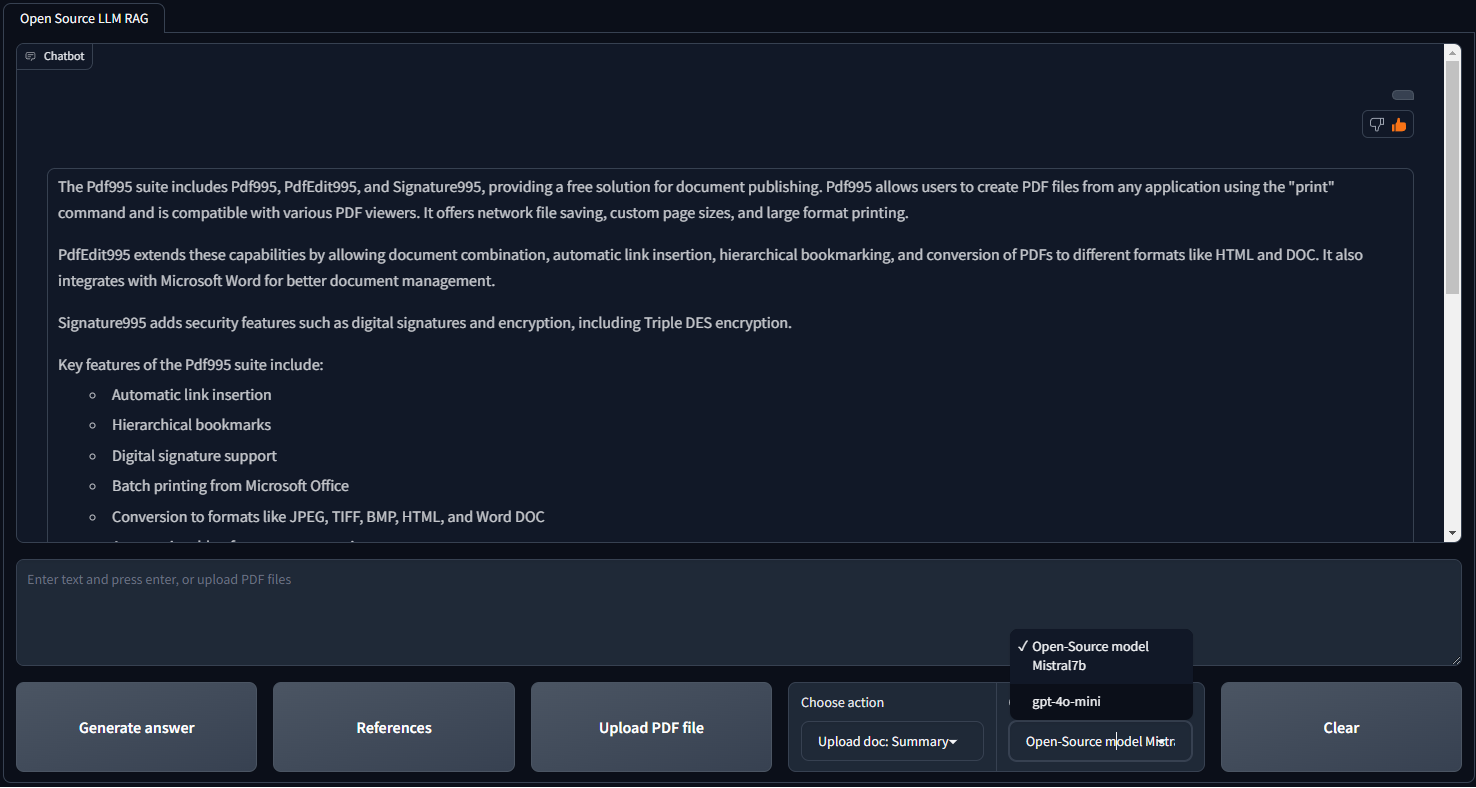 Open Source LLM RAG
Chatbot
The Pdf995 suite includes Pdf995, PdfEdit995, and Signature995, providing a free solution for document publishing. Pdf995 allows users to create PDF files from any application using the "print"
command and is compatible with various PDF viewers. It offers network file saving, custom page sizes, and large format printing.
PdfEdit995 extends these capabilities by allowing document combination, automatic link insertion, hierarchical bookmarking, and conversion of PDFs to different formats like HTML and DOC. It also
integrates with Microsoft Word for better document management.
Signature995 adds security features such as digital signatures and encryption, including Triple DES encryption.
Key features of the Pdf995 suite include:
Automatic link insertion
Hierarchical bookmarks
Digital signature support
Batch printing from Microsoft Office
Conversion to formats like JPEG, TIFF, BMP, HTML, and Word DOC
Enter text and press enter, or upload PDF files
✓ Open-Source model
Mistral7b
gpt-4o-mini
Generate answer
References
Upload PDF file
Choose action
Upload doc: Summary
Open-Source model Mistr
Clear